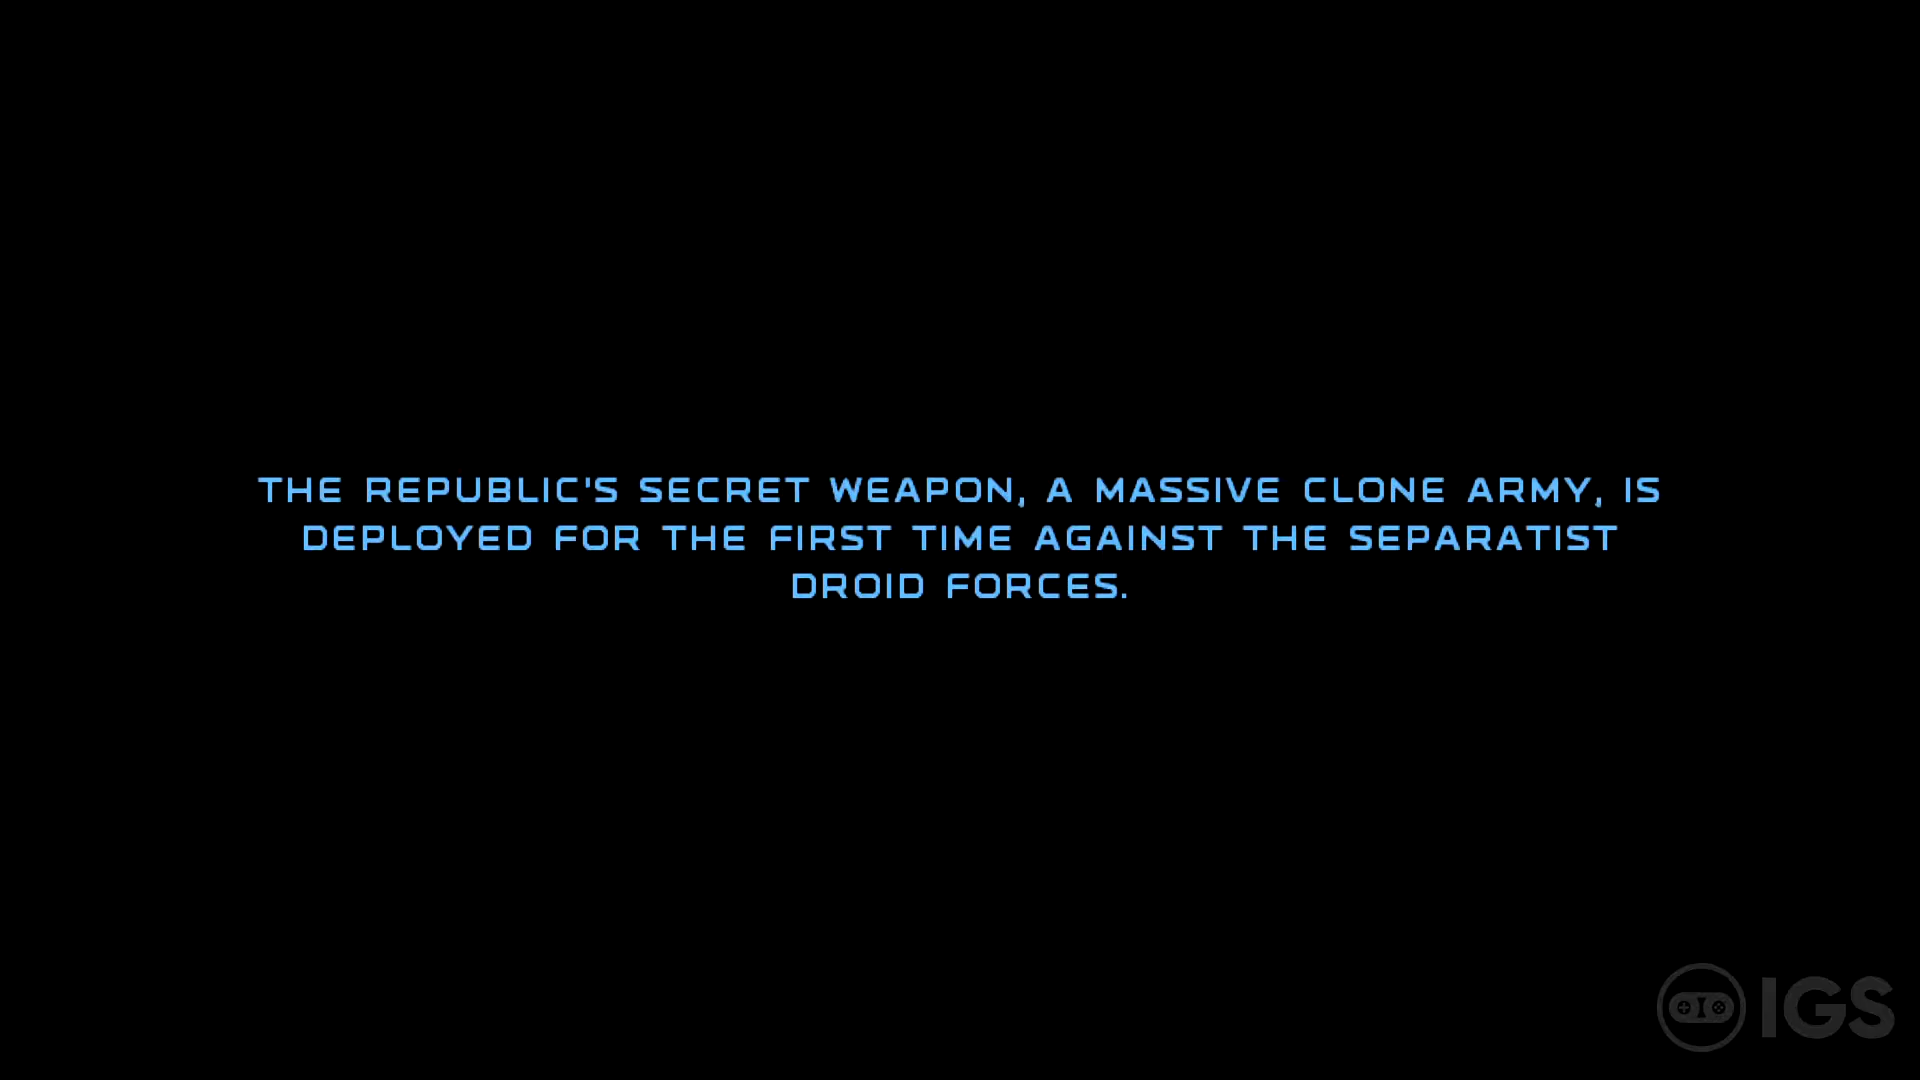 THE REPUBLIC'S SECRET WEAPON, A MASSIVE CLONE ARMY, IS
DEPLOYED FOR THE FIRST TIME AGAINST THE SEPARATIST
DROID FORCES.
IGS